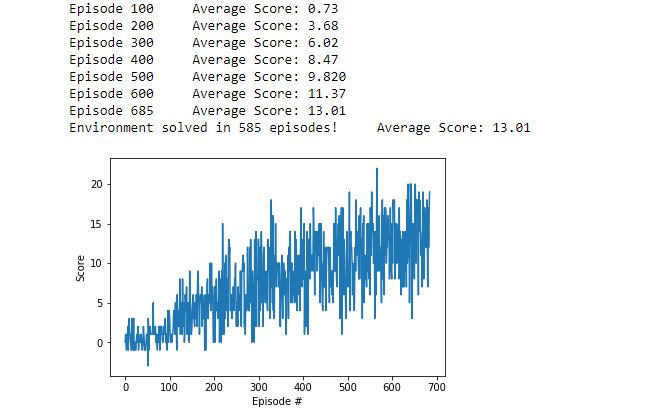 Episode 100 Average Score: 0.73
Episode 200 Average Score: 3.68
Episode 300 Average Score: 6.02
Episode 400 Average Score: 8.47
Episode 500 Average Score: 9.820
Episode 600 Average Score: 11.37
Episode 685 Average Score: 13.01
Environment solved in 585 episodes! Average Score: 13.01
20
15
10
5
0
Score
0 100 200 300 400 500 600 700
Episode #